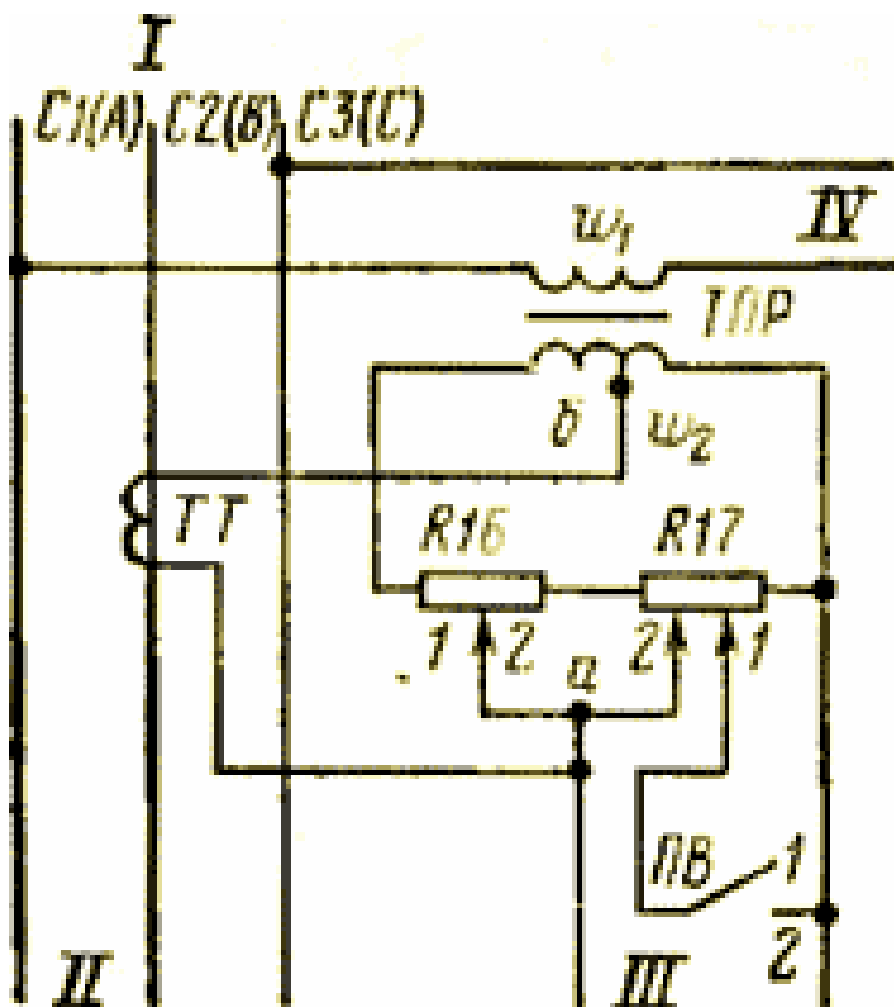 I
C1(A) C2(B) C3(C)
IV
w₁
ТПР
б w₂
ТТ
R16 R17
1 2 2 1
а
ПВ 1
2
II III